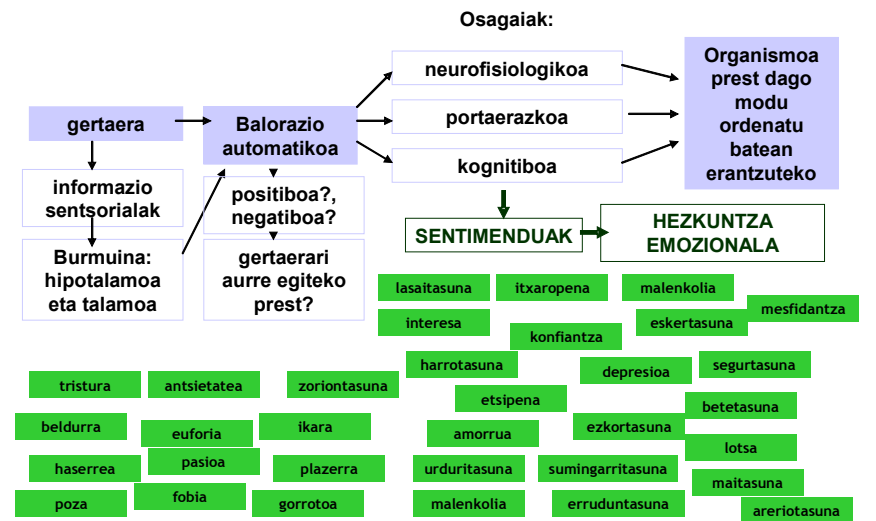 Osagaiak:
gertaera
informazio
sentsorialak
Burmuina:
hipotalamoa
eta talamoa
Balorazio
automatikoa
positiboa?,
negatiboa?
gertaerari
aurre egiteko
prest?
neurofisiologikoa
portaerazkoa
kognitiboa
Organismoa
prest dago
modu
ordenatu
batean
erantzuteko
SENTIMENDUAK
HEZKUNTZA
EMOZIONALA
lasaitasuna
itxaropena
malenkolia
mesfidantza
interesa
konfiantza
eskertasuna
harrotasuna
depresioa
segurtasuna
tristura
antsietatea
zoriontasuna
etsipena
betetasuna
beldurra
euforia
ikara
amorrua
ezkortasuna
lotsa
haserrea
pasioa
plazerra
urduritasuna
sumingarritasuna
maitasuna
poza
fobia
gorrotoa
malenkolia
erruduntasuna
areriotasuna